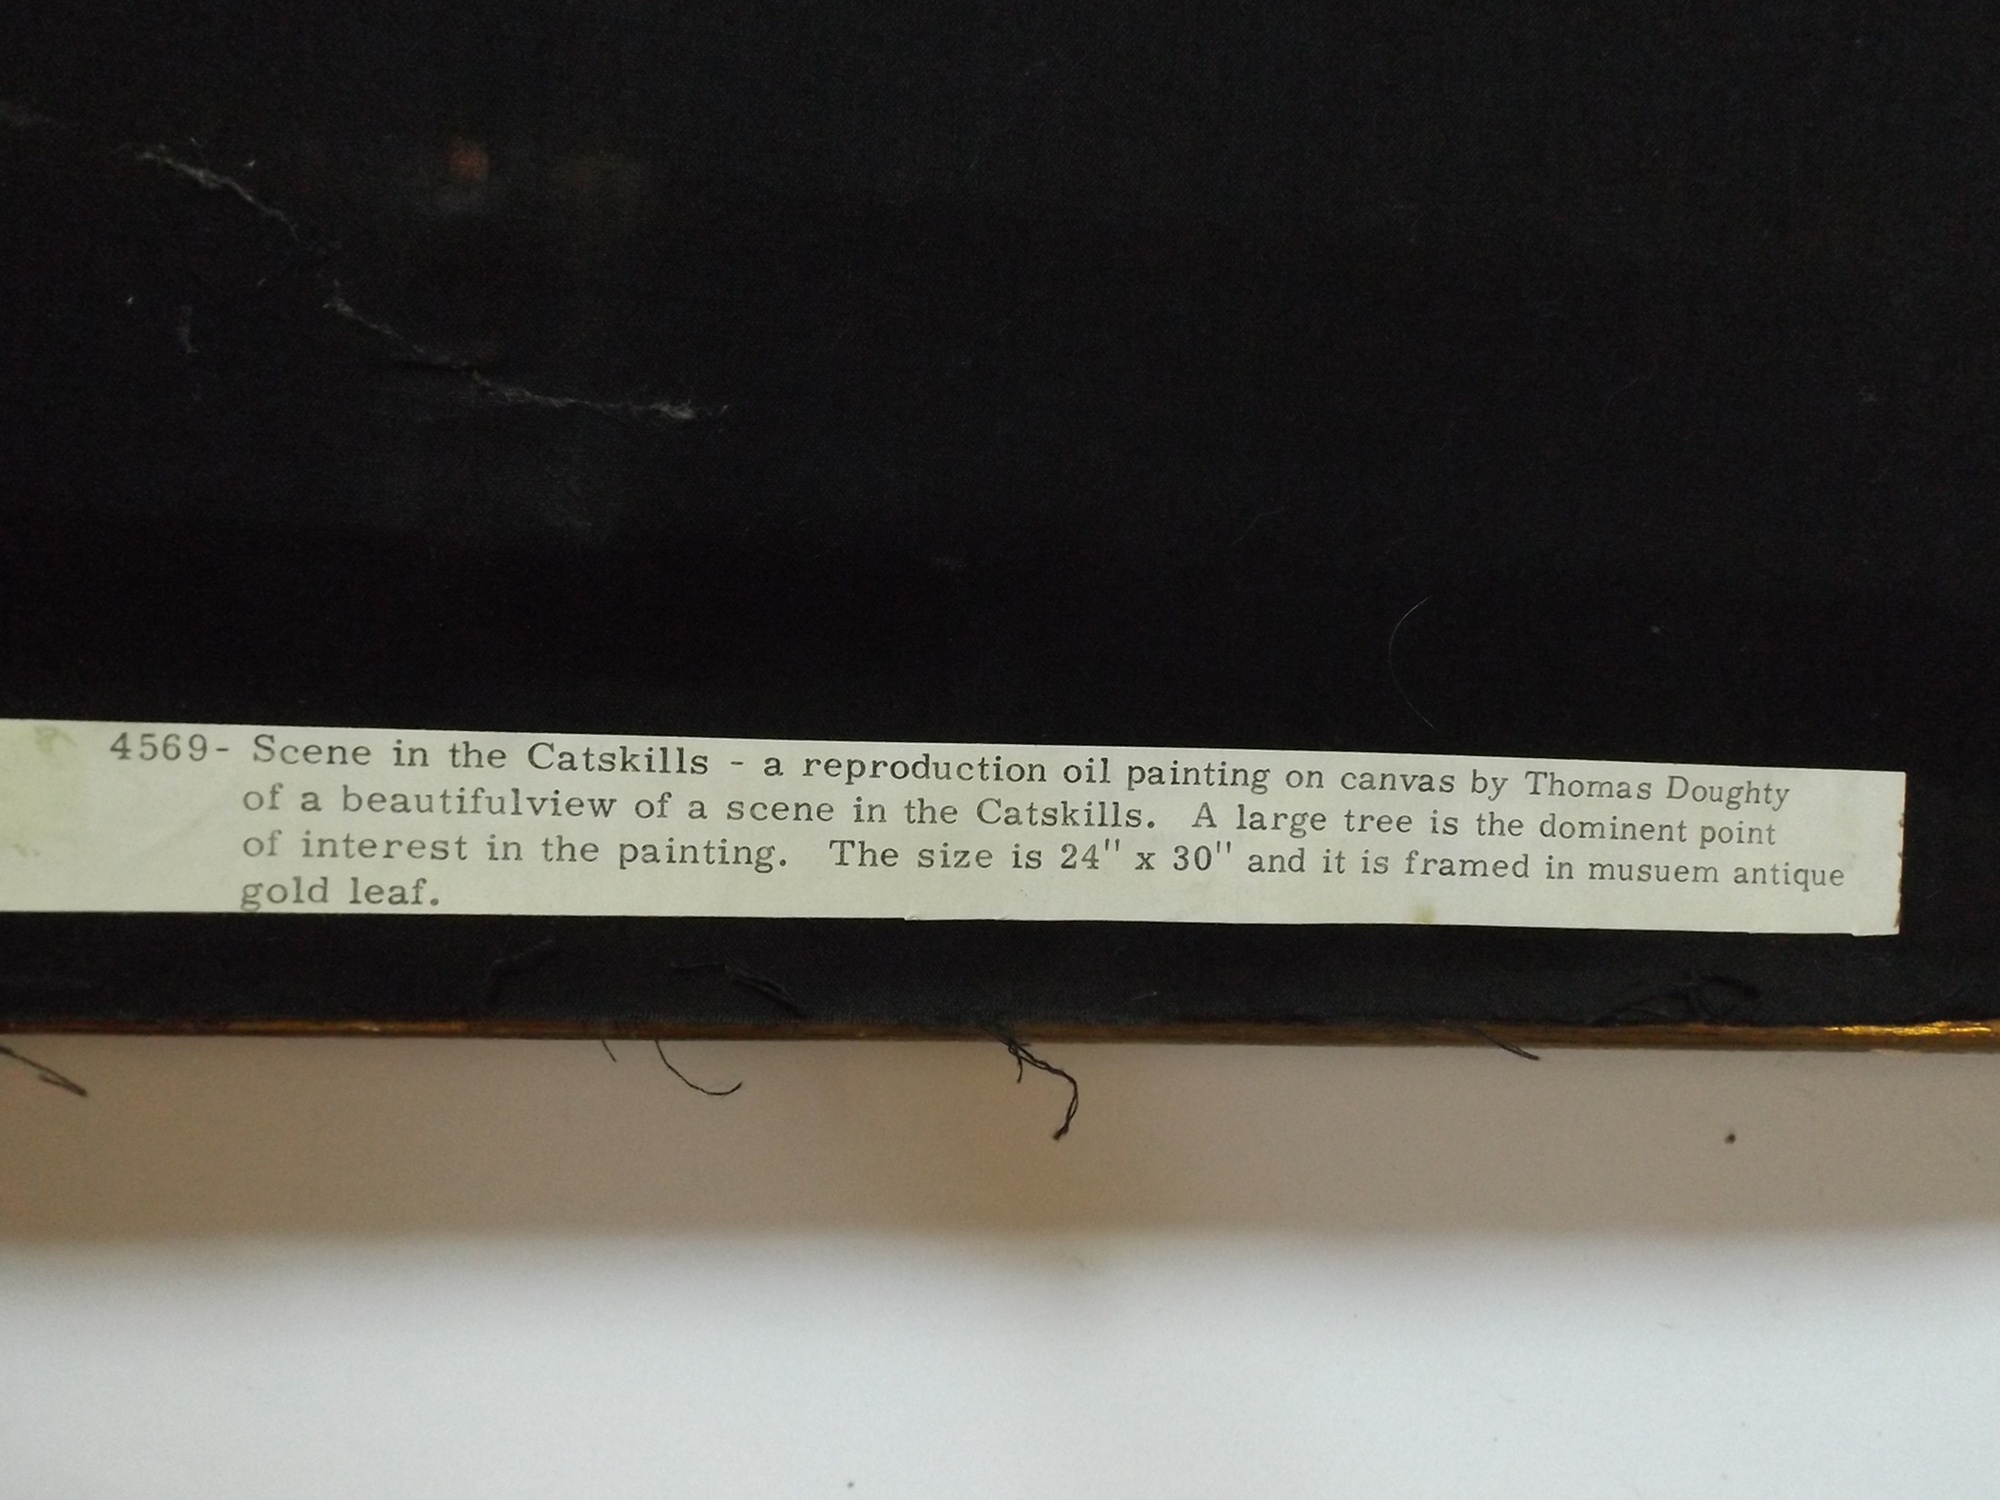 4569- Scene in the Catskills - a reproduction oil painting on canvas by Thomas Doughty
of a beautifulview of a scene in the Catskills. A large tree is the dominent point
of interest in the painting. The size is 24" x 30" and it is framed in musuem antique
gold leaf.